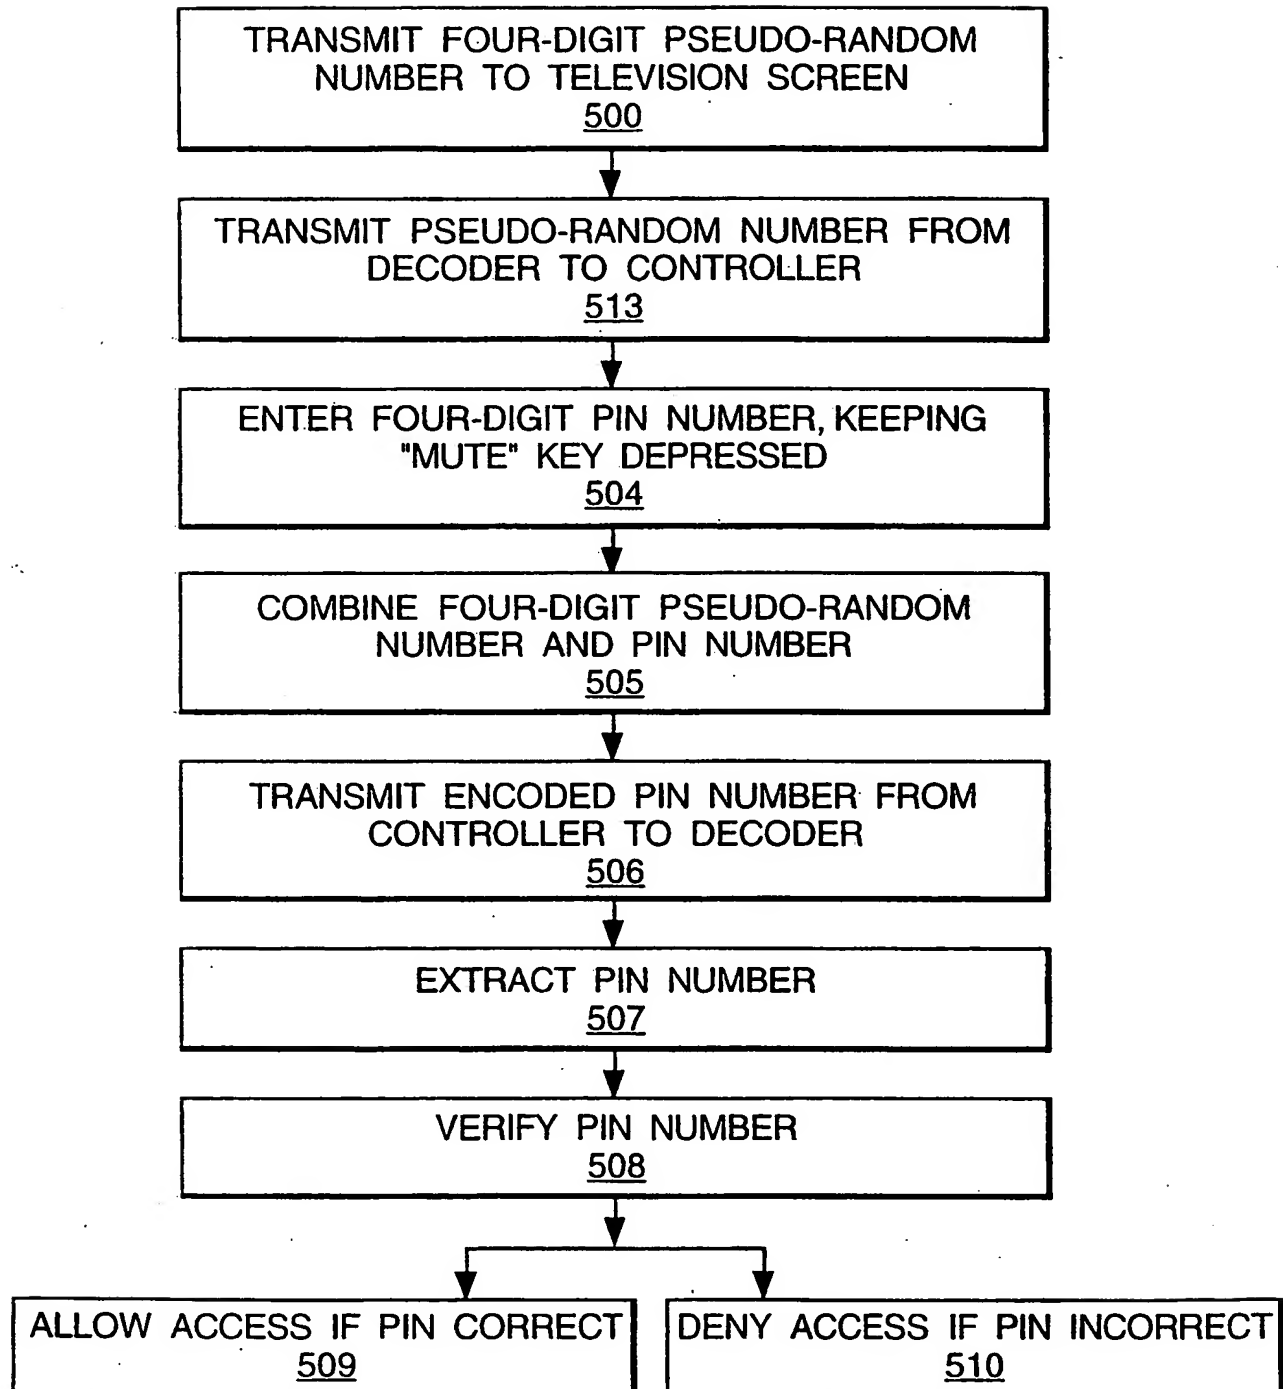 TRANSMIT FOUR-DIGIT PSEUDO-RANDOM
NUMBER TO TELEVISION SCREEN
500
TRANSMIT PSEUDO-RANDOM NUMBER FROM
DECODER TO CONTROLLER
513
ENTER FOUR-DIGIT PIN NUMBER, KEEPING
"MUTE" KEY DEPRESSED
504
COMBINE FOUR-DIGIT PSEUDO-RANDOM
NUMBER AND PIN NUMBER
505
TRANSMIT ENCODED PIN NUMBER FROM
CONTROLLER TO DECODER
506
EXTRACT PIN NUMBER
507
VERIFY PIN NUMBER
508
ALLOW ACCESS IF PIN CORRECT
509
DENY ACCESS IF PIN INCORRECT
510